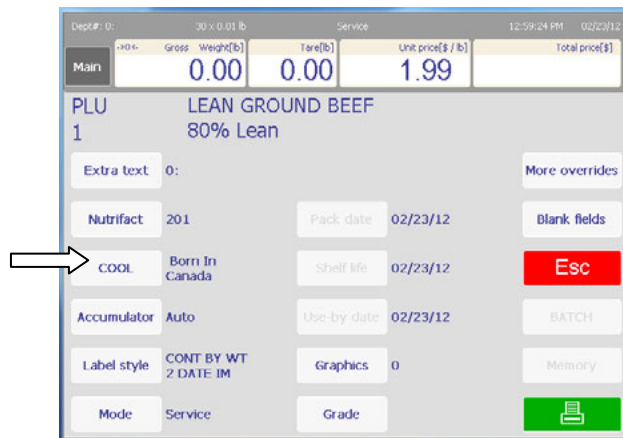 Dept#: 0: 30 x 0.01 lb Service 12:59:24 PM 02/23/12
Main →0← Gross Weight[lb] Tare[lb] Unit price[$ / lb] Total price[$]
0.00 0.00 1.99
PLU LEAN GROUND BEEF
1 80% Lean
Extra text 0: More overrides
Nutrifact 201 Pack date 02/23/12 Blank fields
COOL Born In Canada Shelf life 02/23/12 Esc
Accumulator Auto Use-by date 02/23/12 BATCH
Label style CONT BY WT 2 DATE IM Graphics 0 Memory
Mode Service Grade